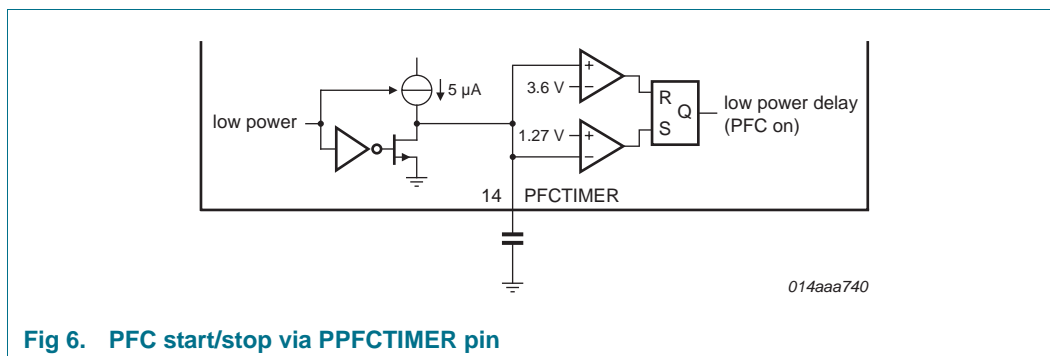 +
5 µA
3.6 V
−
R
low power
Q
low power delay
(PFC on)
1.27 V
+
S
−
14 PFCTIMER
014aaa740
Fig 6. PFC start/stop via PPFCTIMER pin